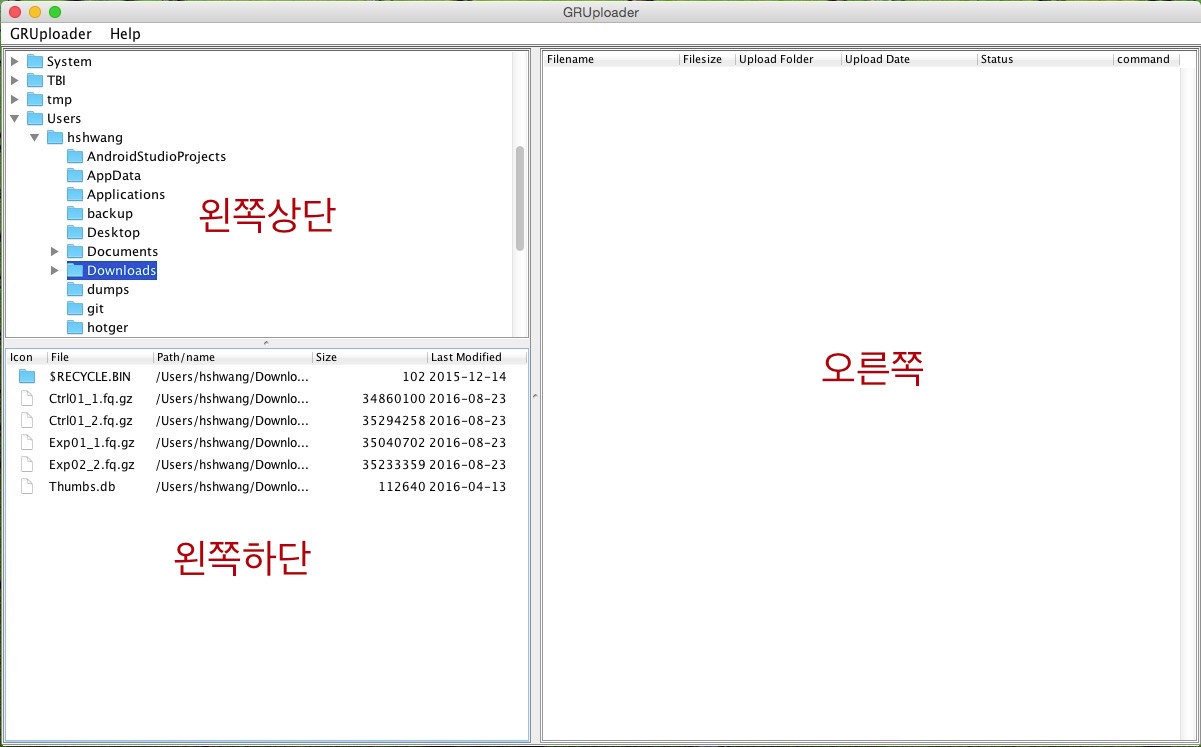 GRUploader
GRUploader Help
System
TBI
tmp
Users
hshwang
AndroidStudioProjects
AppData
Applications
backup
Desktop
Documents
Downloads
dumps
git
hotger
왼쪽상단
Icon File Path/name Size Last Modified
$RECYCLE.BIN /Users/hshwang/Downlo... 102 2015-12-14
Ctrl01_1.fq.gz /Users/hshwang/Downlo... 34860100 2016-08-23
Ctrl01_2.fq.gz /Users/hshwang/Downlo... 35294258 2016-08-23
Exp01_1.fq.gz /Users/hshwang/Downlo... 35040702 2016-08-23
Exp02_2.fq.gz /Users/hshwang/Downlo... 35233359 2016-08-23
Thumbs.db /Users/hshwang/Downlo... 112640 2016-04-13
왼쪽하단
Filename Filesize Upload Folder Upload Date Status command
오른쪽